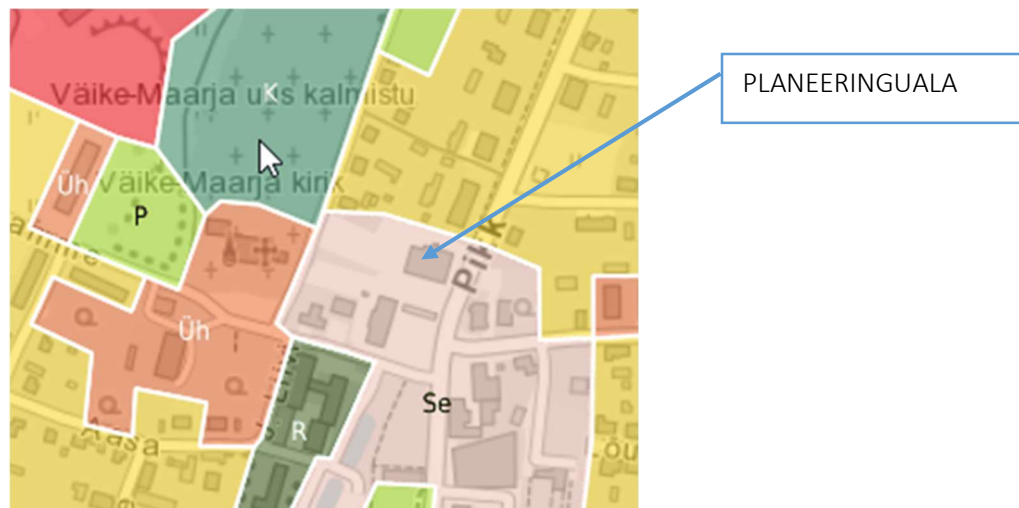 PLANEERINGUALA
K
Väike-Maarja uus kalmistu
Üh
Väike-Maarja kirik
P
Pikk
Üh
Se
R
Aasa